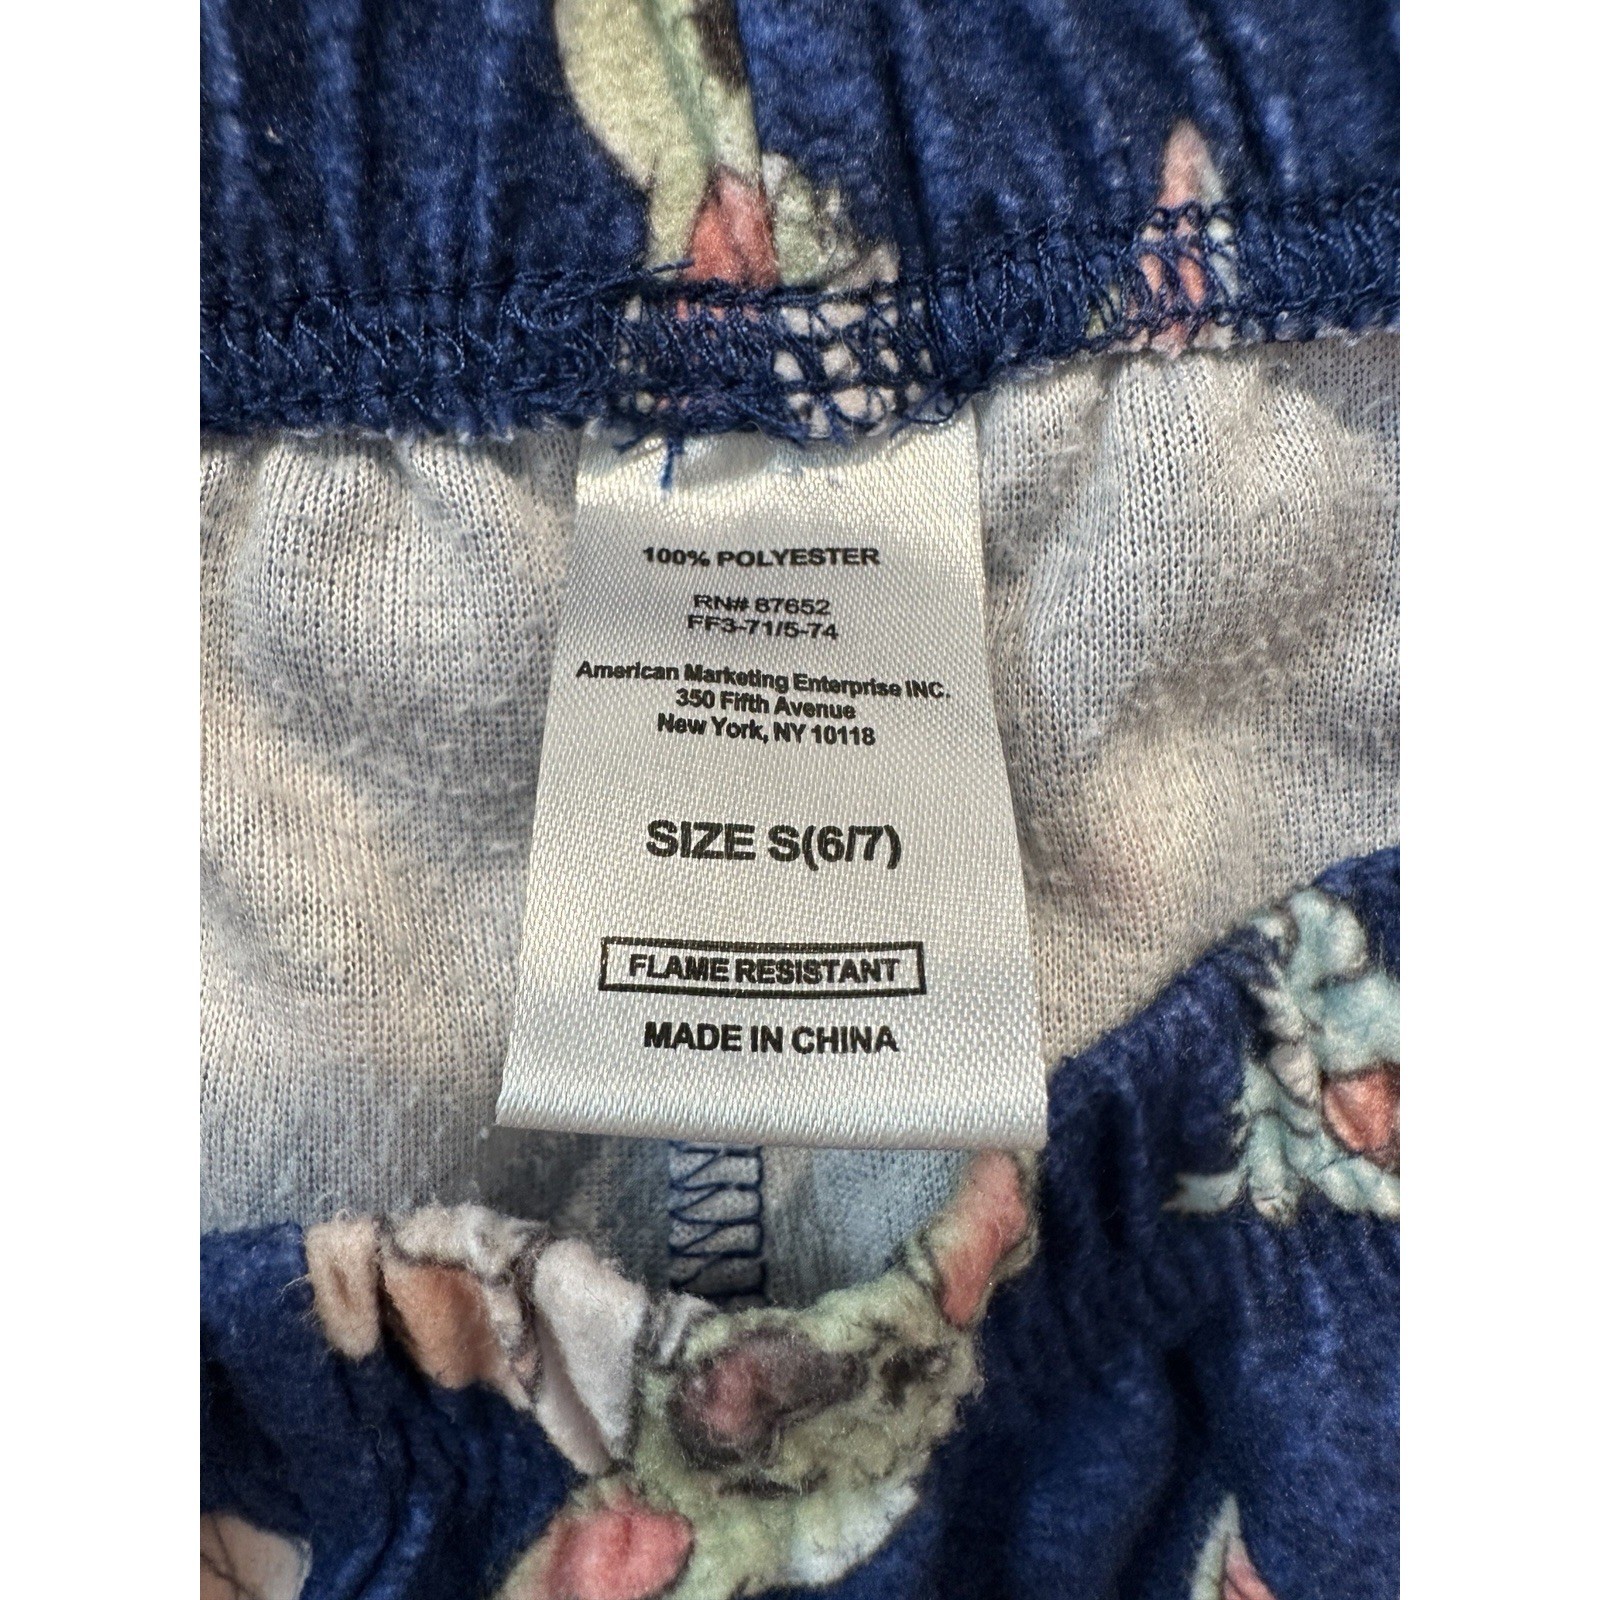 100% POLYESTER
RN# 87652
FF3-71/5-74
American Marketing Enterprise INC.
350 Fifth Avenue
New York, NY 10118
SIZE S(6/7)
FLAME RESISTANT
MADE IN CHINA